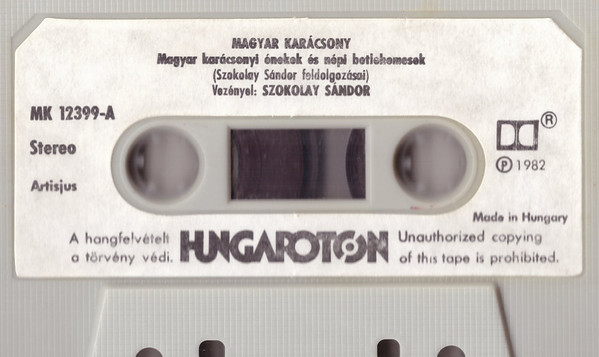 MAGYAR KARÁCSONY
Magyar karácsonyi énekek és népi betlehemesek
(Szokolay Sándor feldolgozásai)
Vezényel: SZOKOLAY SÁNDOR
MK 12399-A
Stereo
Artisjus
®
Ⓟ 1982
Made in Hungary
A hangfelvételt
a törvény védi.
HUNGAROTON
Unauthorized copying
of this tape is prohibited.